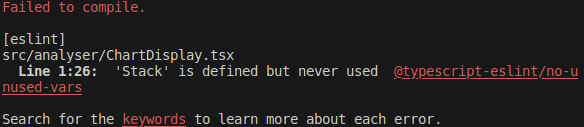 Failed to compile.
[eslint]
src/analyser/ChartDisplay.tsx
Line 1:26:  'Stack' is defined but never used  @typescript-eslint/no-u
nused-vars
Search for the keywords to learn more about each error.